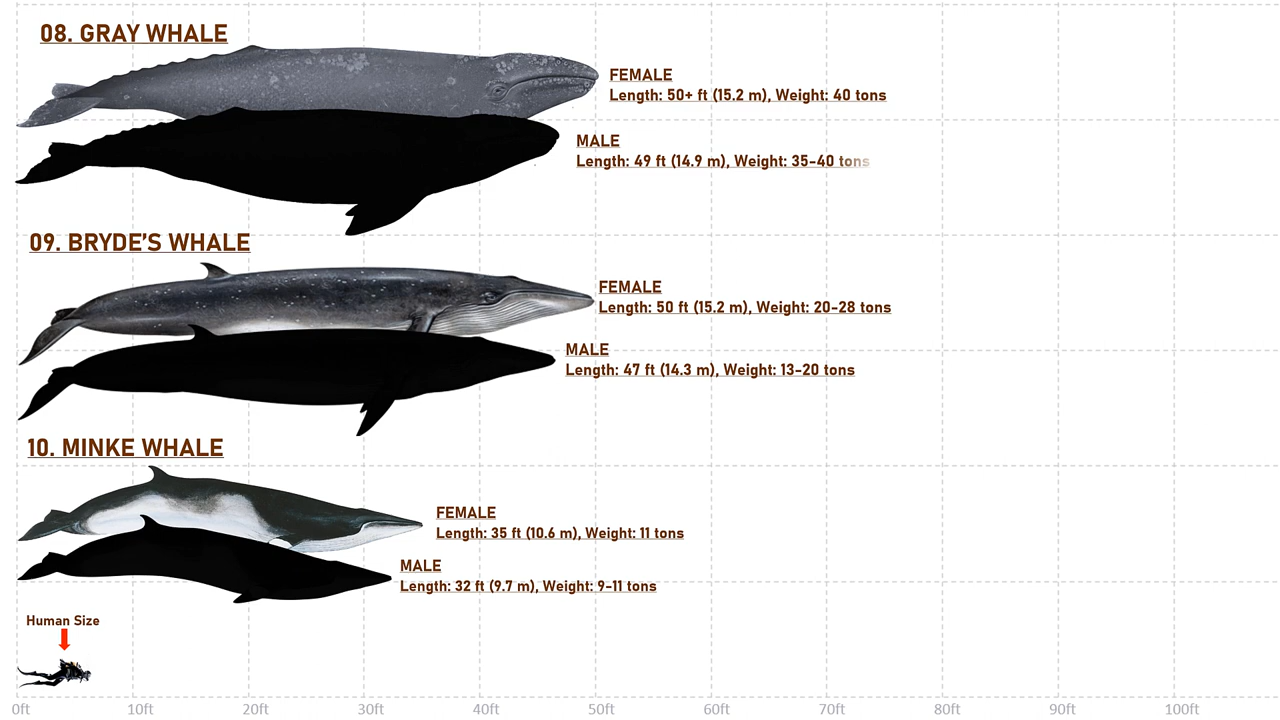 08. GRAY WHALE
FEMALE
Length: 50+ ft (15.2 m), Weight: 40 tons
MALE
Length: 49 ft (14.9 m), Weight: 35-40 tons
09. BRYDE'S WHALE
FEMALE
Length: 50 ft (15.2 m), Weight: 20-28 tons
MALE
Length: 47 ft (14.3 m), Weight: 13-20 tons
10. MINKE WHALE
FEMALE
Length: 35 ft (10.6 m), Weight: 11 tons
MALE
Length: 32 ft (9.7 m), Weight: 9-11 tons
Human Size
0ft 10ft 20ft 30ft 40ft 50ft 60ft 70ft 80ft 90ft 100ft